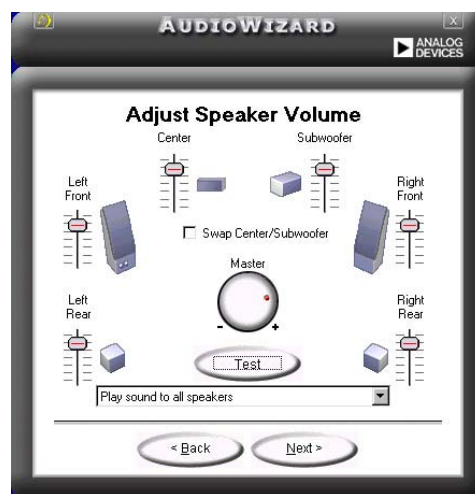 AUDIOWIZARD
X
ANALOG
DEVICES
Adjust Speaker Volume
Center
Subwoofer
Left
Front
Right
Front
Swap Center/Subwoofer
Master
Left
Rear
Right
Rear
- +
Test
Play sound to all speakers
< Back
Next >